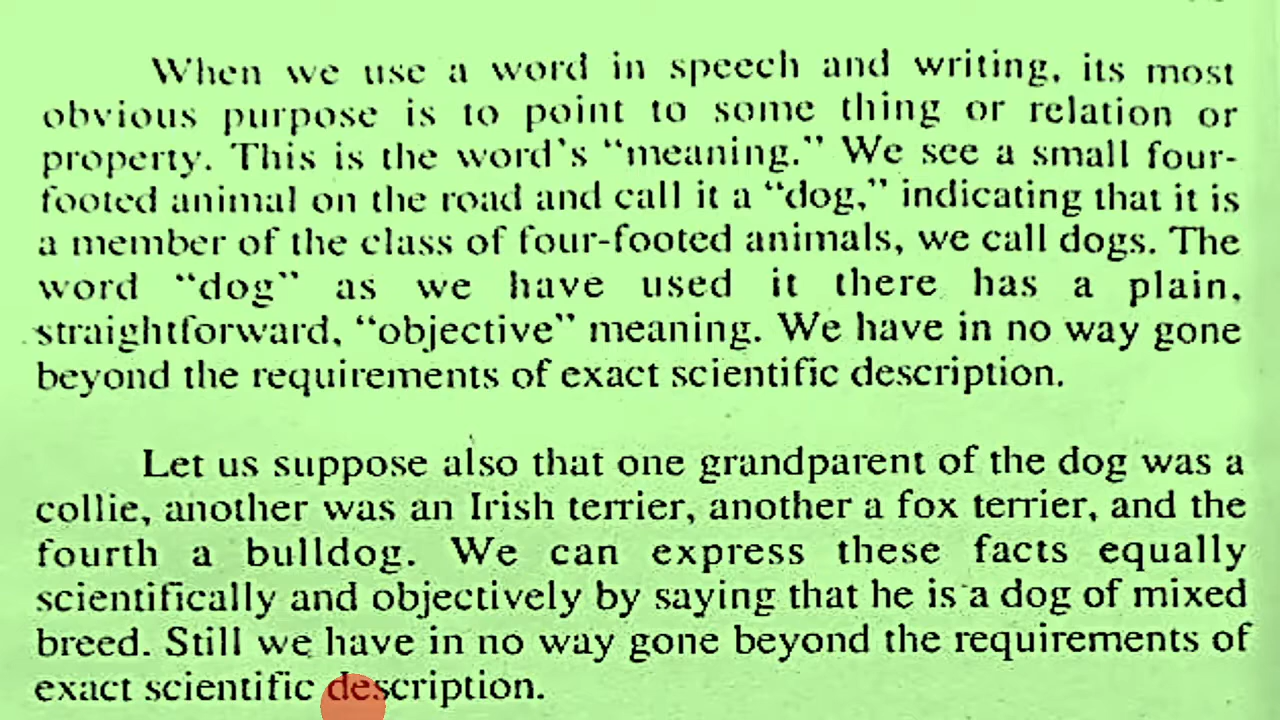 When we use a word in speech and writing, its most
obvious purpose is to point to some thing or relation or
property. This is the word's “meaning.” We see a small four-
footed animal on the road and call it a “dog,” indicating that it is
a member of the class of four-footed animals, we call dogs. The
word “dog” as we have used it there has a plain,
straightforward, “objective” meaning. We have in no way gone
beyond the requirements of exact scientific description.
Let us suppose also that one grandparent of the dog was a
collie, another was an Irish terrier, another a fox terrier, and the
fourth a bulldog. We can express these facts equally
scientifically and objectively by saying that he is a dog of mixed
breed. Still we have in no way gone beyond the requirements of
exact scientific description.